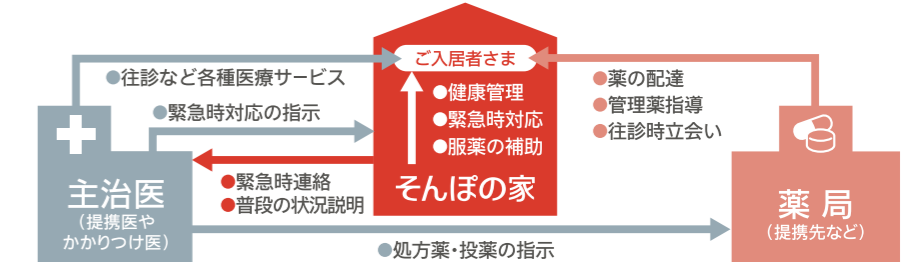 ご入居者さま
●往診など各種医療サービス
●緊急時対応の指示
●健康管理
●緊急時対応
●服薬の補助
そんぽの家
●薬の配達
●管理薬指導
●往診時立会い
主治医
（提携医や
かかりつけ医）
●緊急時連絡
●普段の状況説明
薬局
（提携先など）
●処方薬・投薬の指示